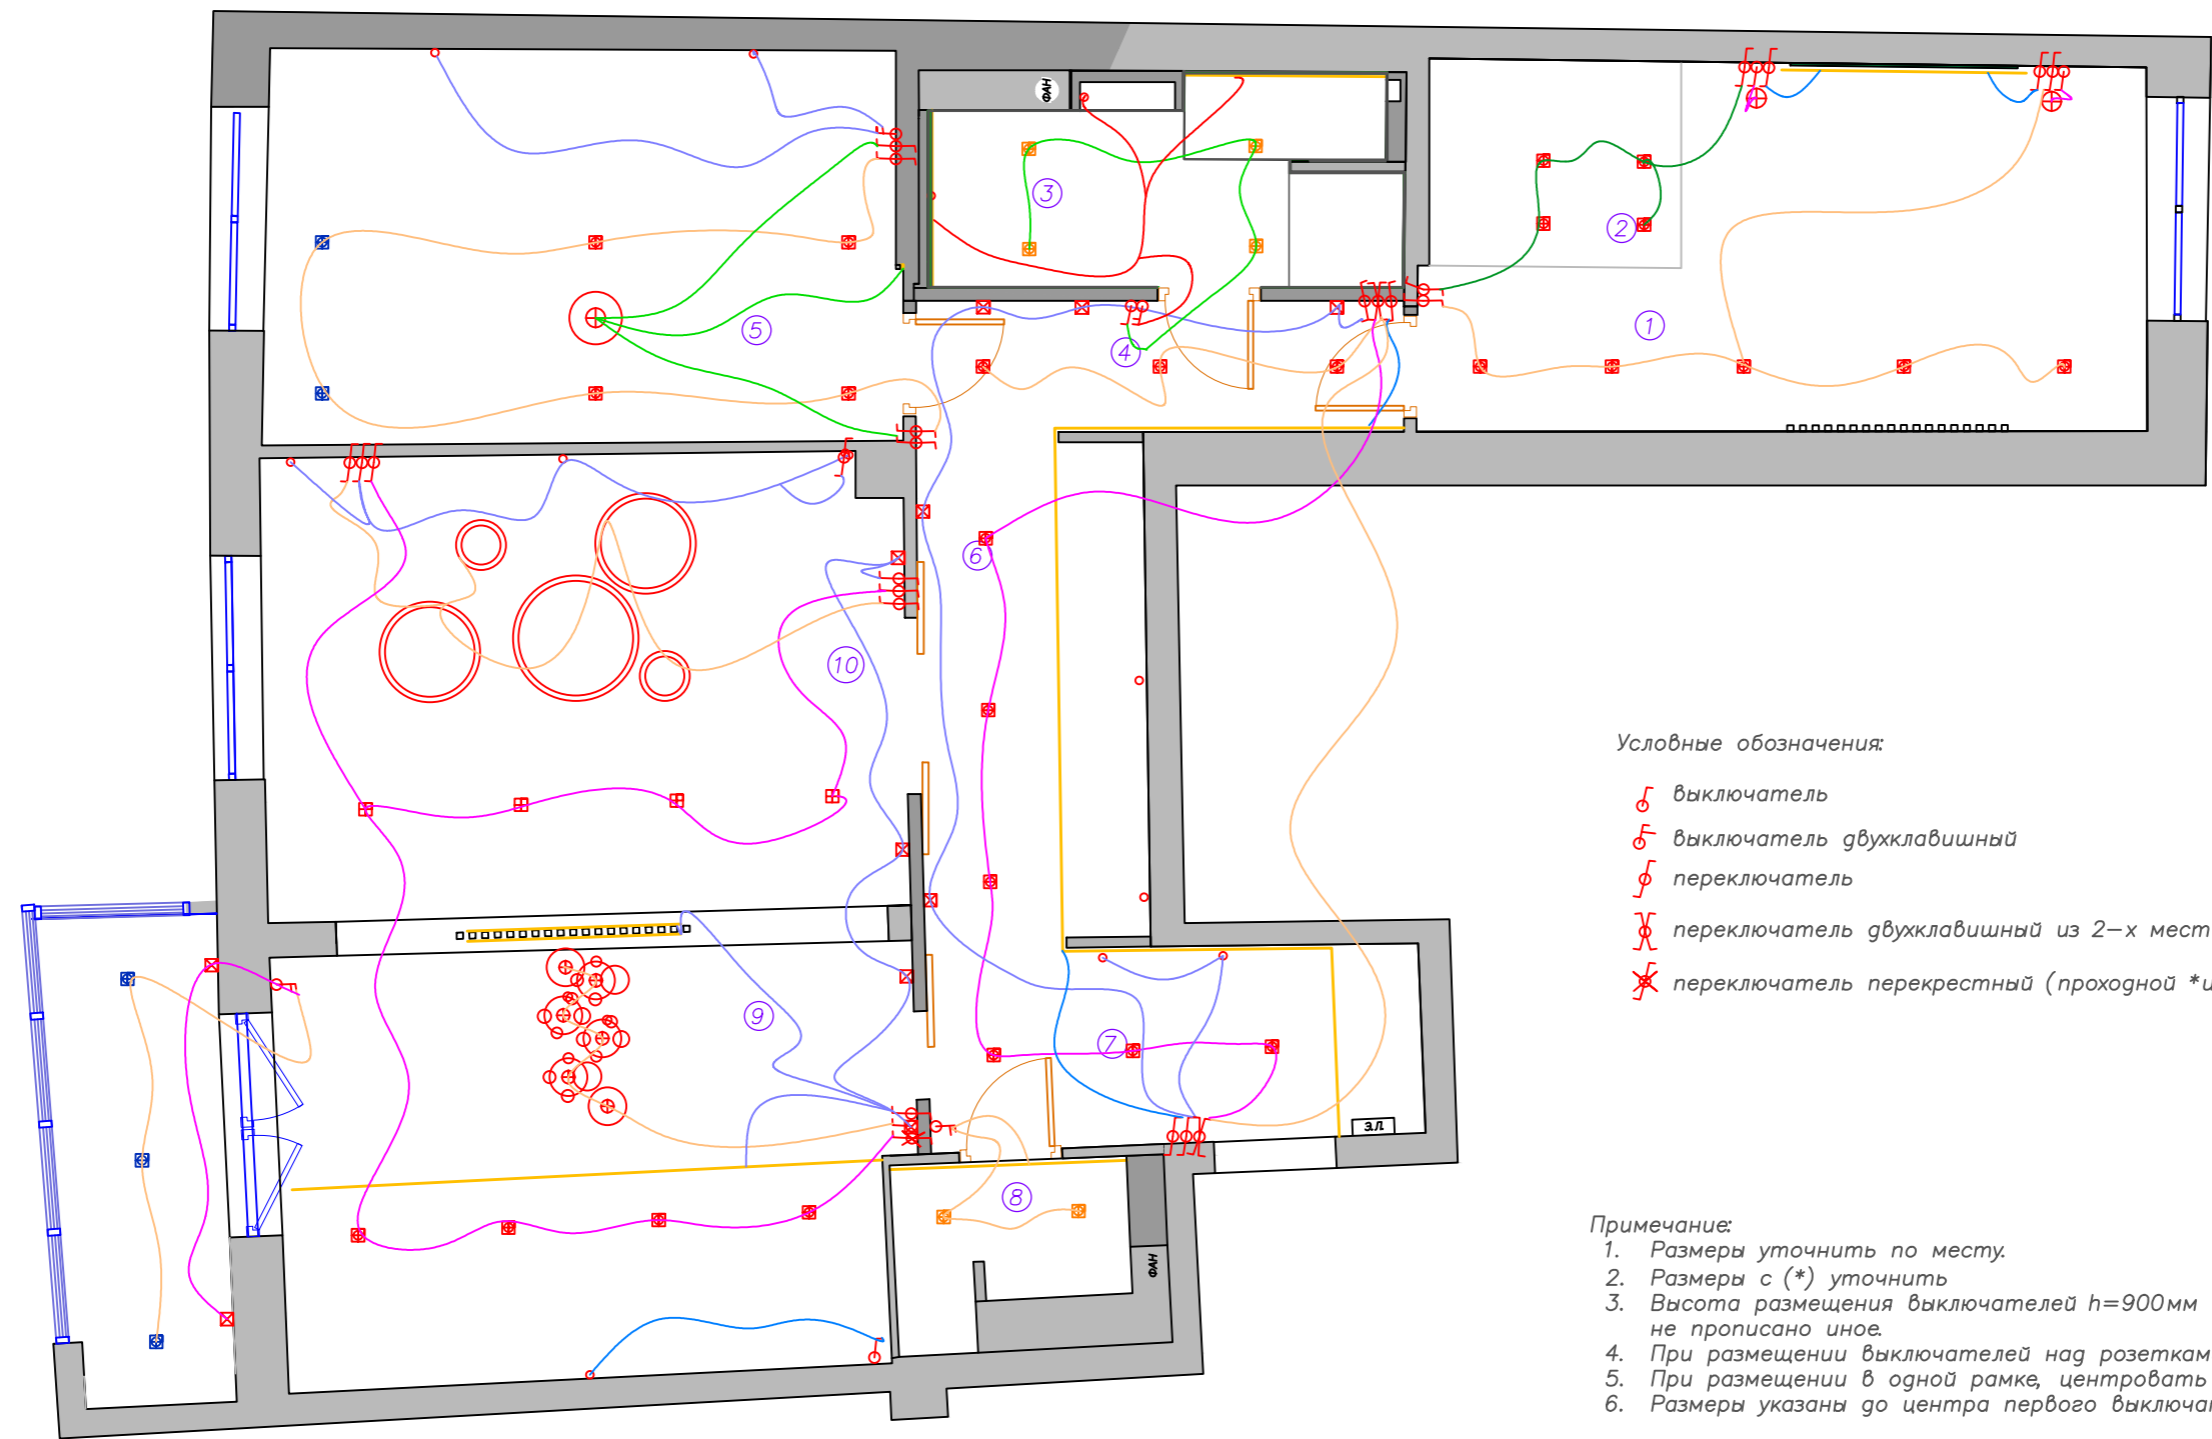 ФАН
3
2
1
5
4
6
10
Условные обозначения:
выключатель
выключатель двухклавишный
переключатель
переключатель двухклавишный из 2-х мест
переключатель перекрестный (проходной *и
9
7
ЭЛ
8
ФАН
Примечание:
1. Размеры уточнить по месту.
2. Размеры с (*) уточнить
3. Высота размещения выключателей h=900мм
не прописано иное.
4. При размещении выключателей над розеткам
5. При размещении в одной рамке, центровать
6. Размеры указаны до центра первого выключа